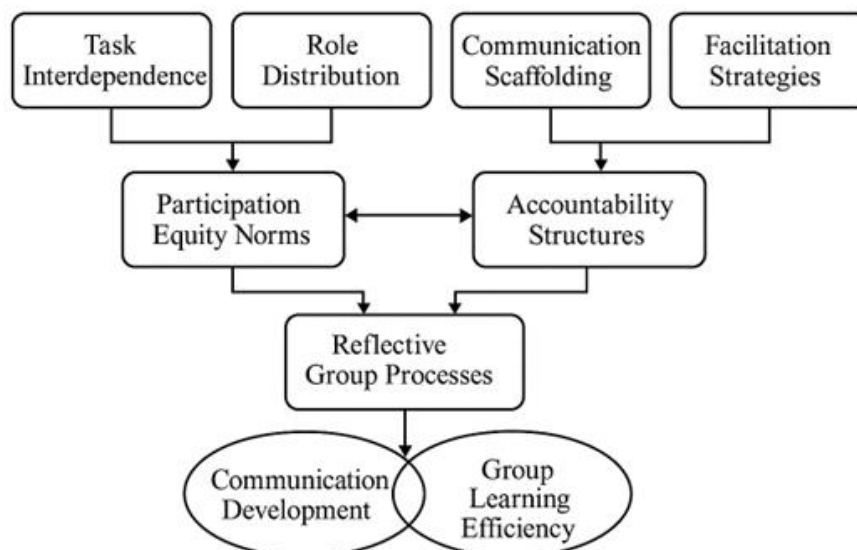 Task
Interdependence
Role
Distribution
Communication
Scaffolding
Facilitation
Strategies
Participation
Equity Norms
Accountability
Structures
Reflective
Group Processes
Communication
Development
Group
Learning
Efficiency